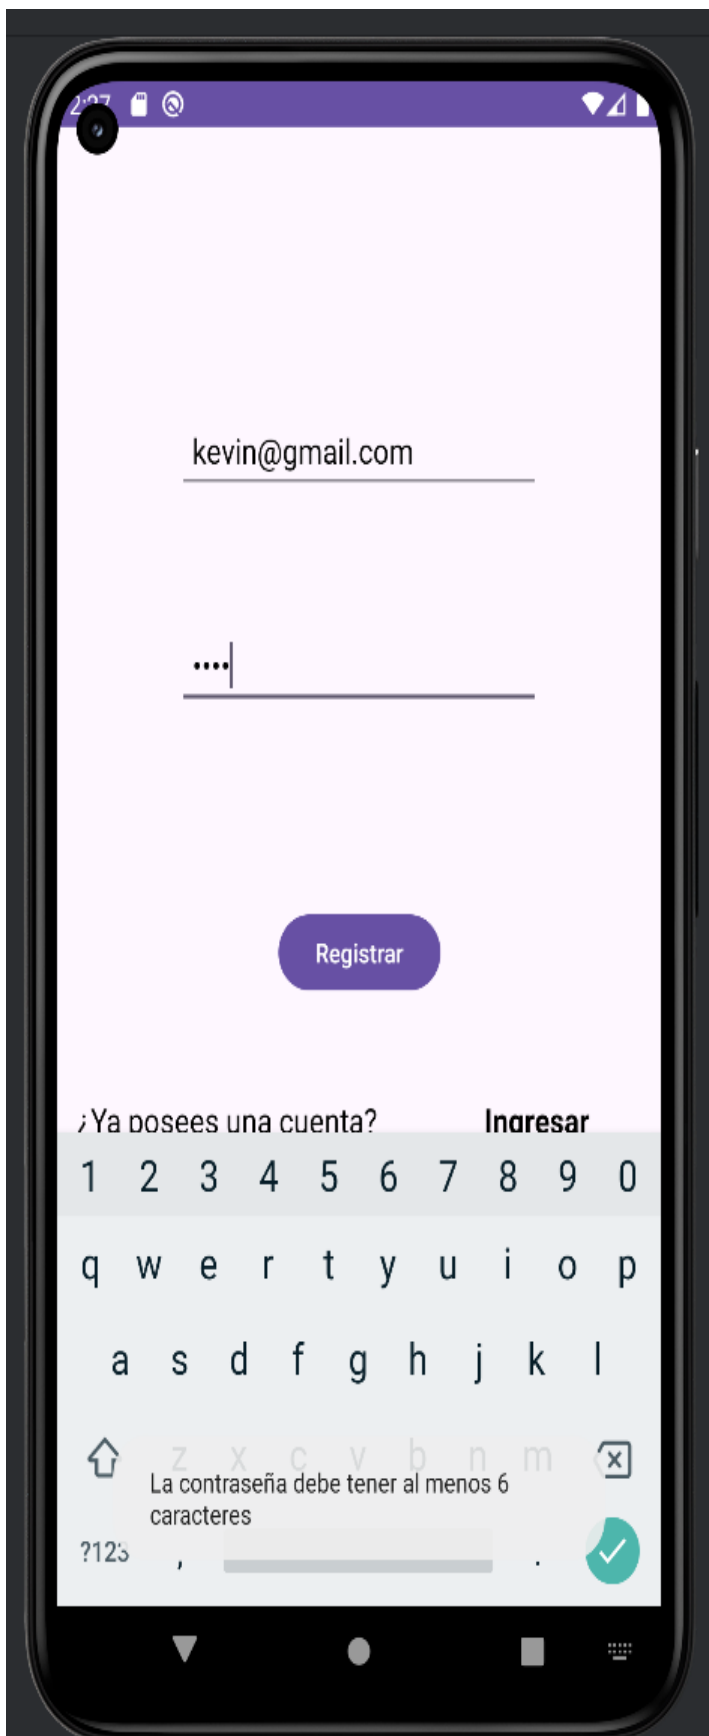 kevin@gmail.com
••••
Registrar
¿Ya posees una cuenta? Ingresar
1 2 3 4 5 6 7 8 9 0
q w e r t y u i o p
a s d f g h j k l
z x c v b n m
La contraseña debe tener al menos 6
caracteres
?123 , .